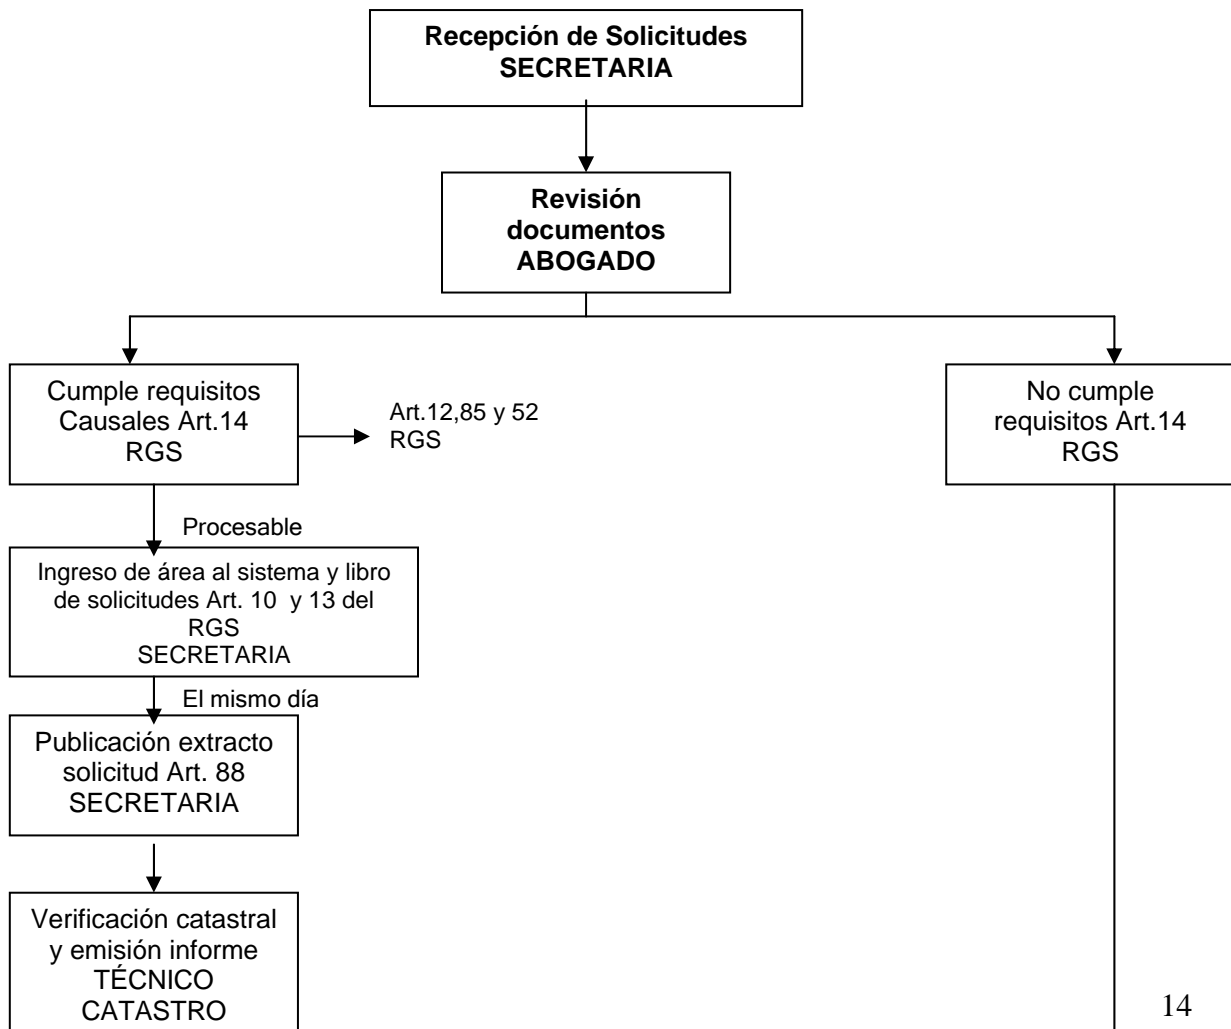 Recepción de Solicitudes
SECRETARIA
Revisión
documentos
ABOGADO
Cumple requisitos
Causales Art.14
RGS
Art.12,85 y 52
RGS
No cumple
requisitos Art.14
RGS
Procesable
Ingreso de área al sistema y libro
de solicitudes Art. 10 y 13 del
RGS
SECRETARIA
El mismo día
Publicación extracto
solicitud Art. 88
SECRETARIA
Verificación catastral
y emisión informe
TÉCNICO
CATASTRO
14